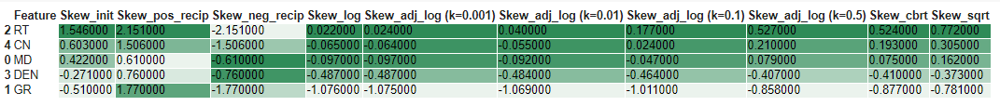 Feature Skew_init Skew_pos_recip Skew_neg_recip Skew_log Skew_adj_log (k=0.001) Skew_adj_log (k=0.01) Skew_adj_log (k=0.1) Skew_adj_log (k=0.5) Skew_cbrt Skew_sqrt
2 RT 1.546000 2.151000 -2.151000 0.022000 0.024000 0.040000 0.177000 0.527000 0.524000 0.772000
4 CN 0.603000 1.506000 -1.506000 -0.065000 -0.064000 -0.055000 0.024000 0.210000 0.193000 0.305000
0 MD 0.422000 0.610000 -0.610000 -0.097000 -0.097000 -0.092000 -0.047000 0.079000 0.075000 0.162000
3 DEN -0.271000 0.760000 -0.760000 -0.487000 -0.487000 -0.484000 -0.464000 -0.407000 -0.410000 -0.373000
1 GR -0.510000 1.770000 -1.770000 -1.076000 -1.075000 -1.069000 -1.011000 -0.858000 -0.877000 -0.781000